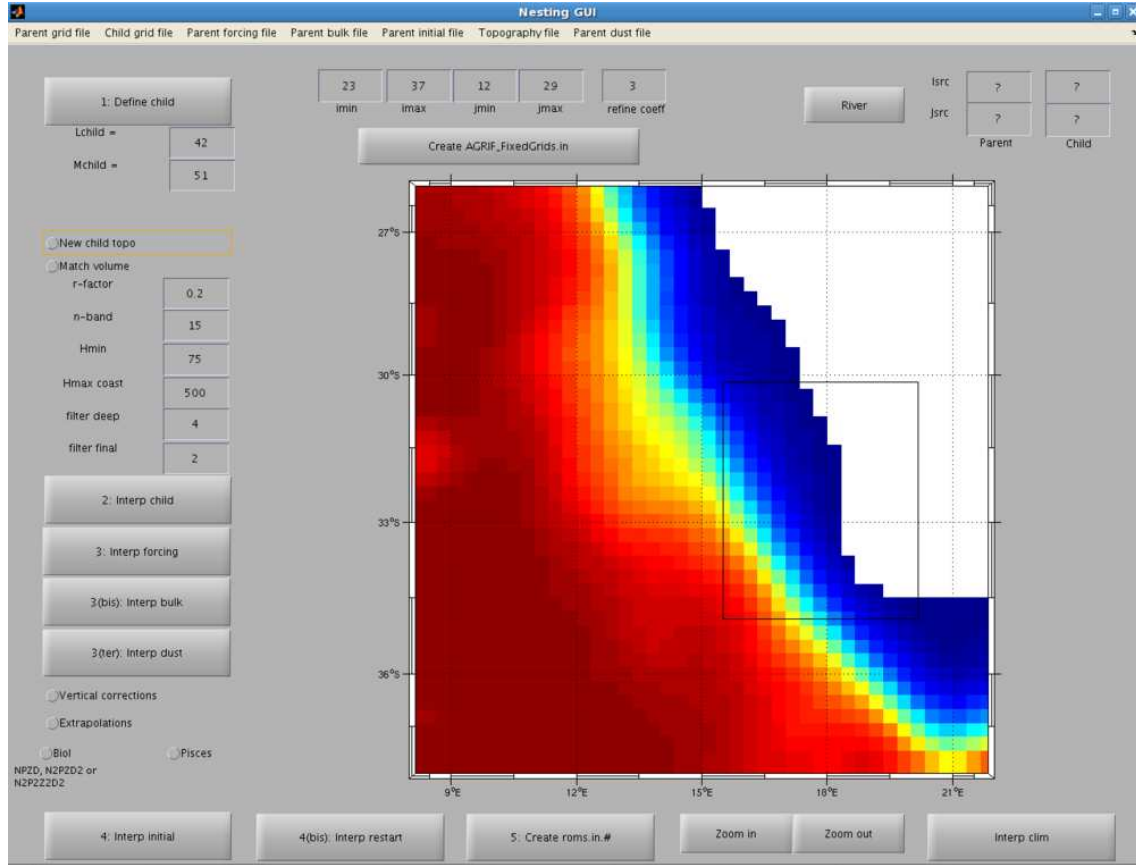 Nesting GUI
Parent grid file Child grid file Parent forcing file Parent bulk file Parent initial file Topography file Parent dust file
1: Define child
23 37 12 29 3
imin imax jmin jmax refine coeff
River
Isrc ? ?
Jsrc ? ?
Parent Child
Lchild = 42
Mchild = 51
Create AGRIF_FixedGrids.in
New child topo
Match volume
r-factor 0.2
n-band 15
Hmin 75
Hmax coast 500
filter deep 4
filter final 2
2: Interp child
3: Interp forcing
3(bis): Interp bulk
3(ter): Interp dust
Vertical corrections
Extrapolations
Biol Pisces
NPZD, N2PZD2 or
N2P2Z2D2
27°S
30°S
33°S
36°S
9°E 12°E 15°E 18°E 21°E
4: Interp initial 4(bis): Interp restart 5: Create roms.in.# Zoom in Zoom out Interp clim